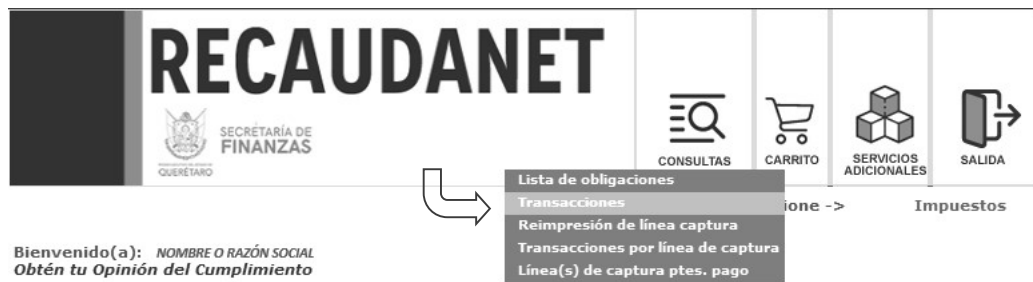 RECAUDANET
SECRETARÍA DE
FINANZAS
QUERÉTARO
CONSULTAS
CARRITO
SERVICIOS
ADICIONALES
SALIDA
Lista de obligaciones
Transacciones
ione -> Impuestos
Reimpresión de línea captura
Transacciones por línea de captura
Línea(s) de captura ptes. pago
Bienvenido(a): NOMBRE O RAZÓN SOCIAL
Obtén tu Opinión del Cumplimiento